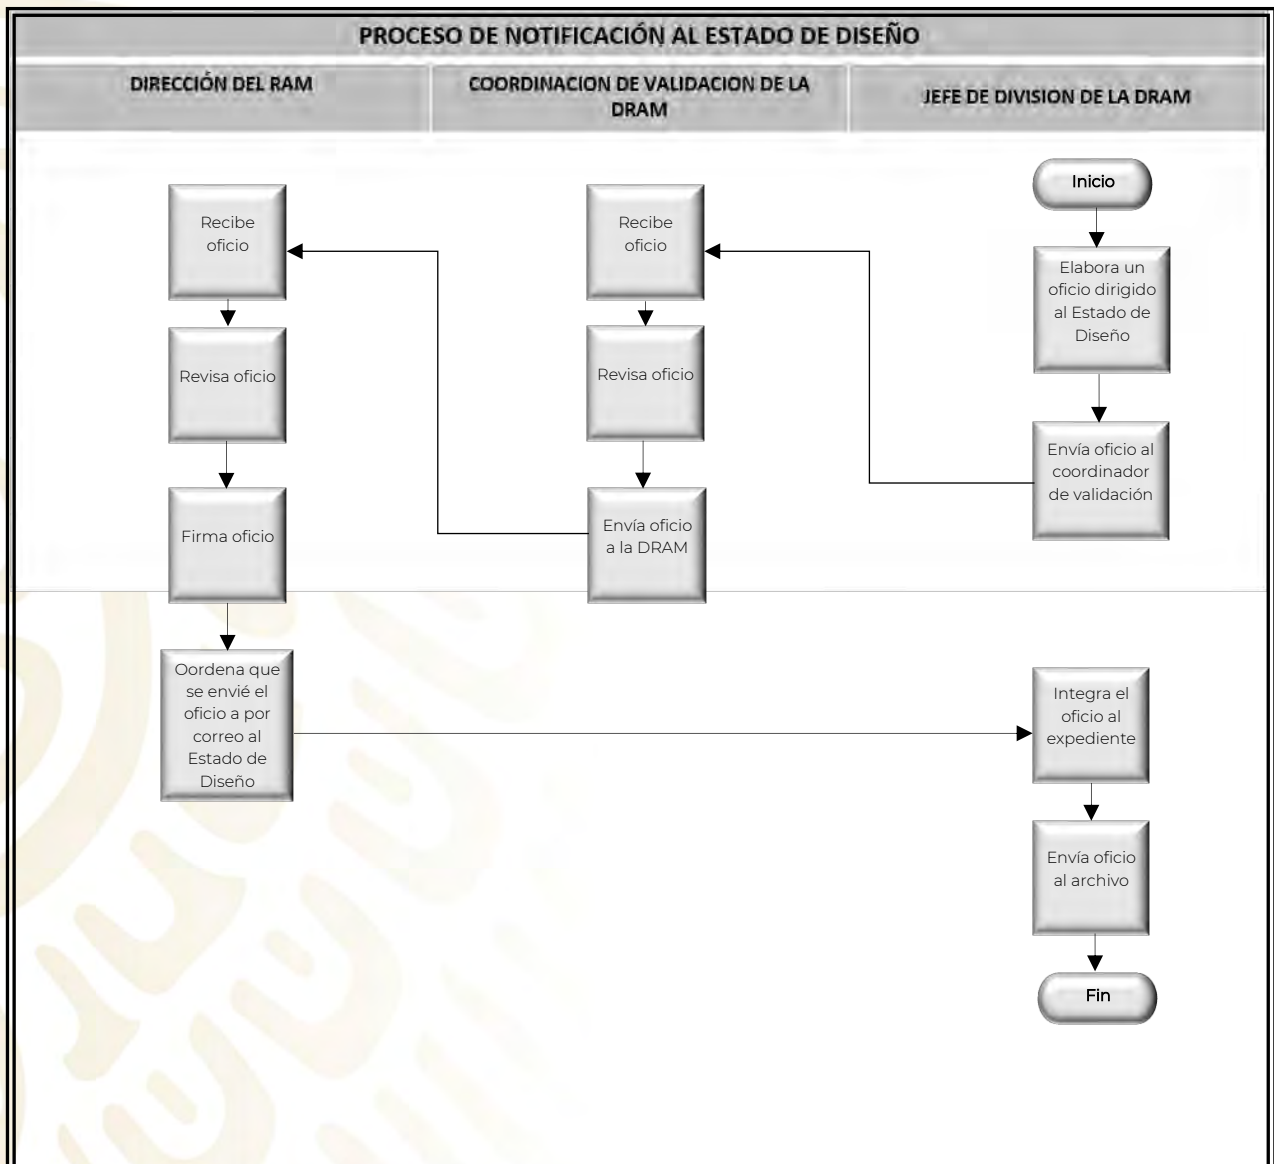 PROCESO DE NOTIFICACIÓN AL ESTADO DE DISEÑO
DIRECCIÓN DEL RAM
COORDINACION DE VALIDACION DE LA
DRAM
JEFE DE DIVISION DE LA DRAM
Inicio
Elabora un
oficio dirigido
al Estado de
Diseño
Envía oficio al
coordinador
de validación
Recibe
oficio
Revisa oficio
Envía oficio
a la DRAM
Recibe
oficio
Revisa oficio
Firma oficio
Oordena que
se envié el
oficio a por
correo al
Estado de
Diseño
Integra el
oficio al
expediente
Envía oficio
al archivo
Fin